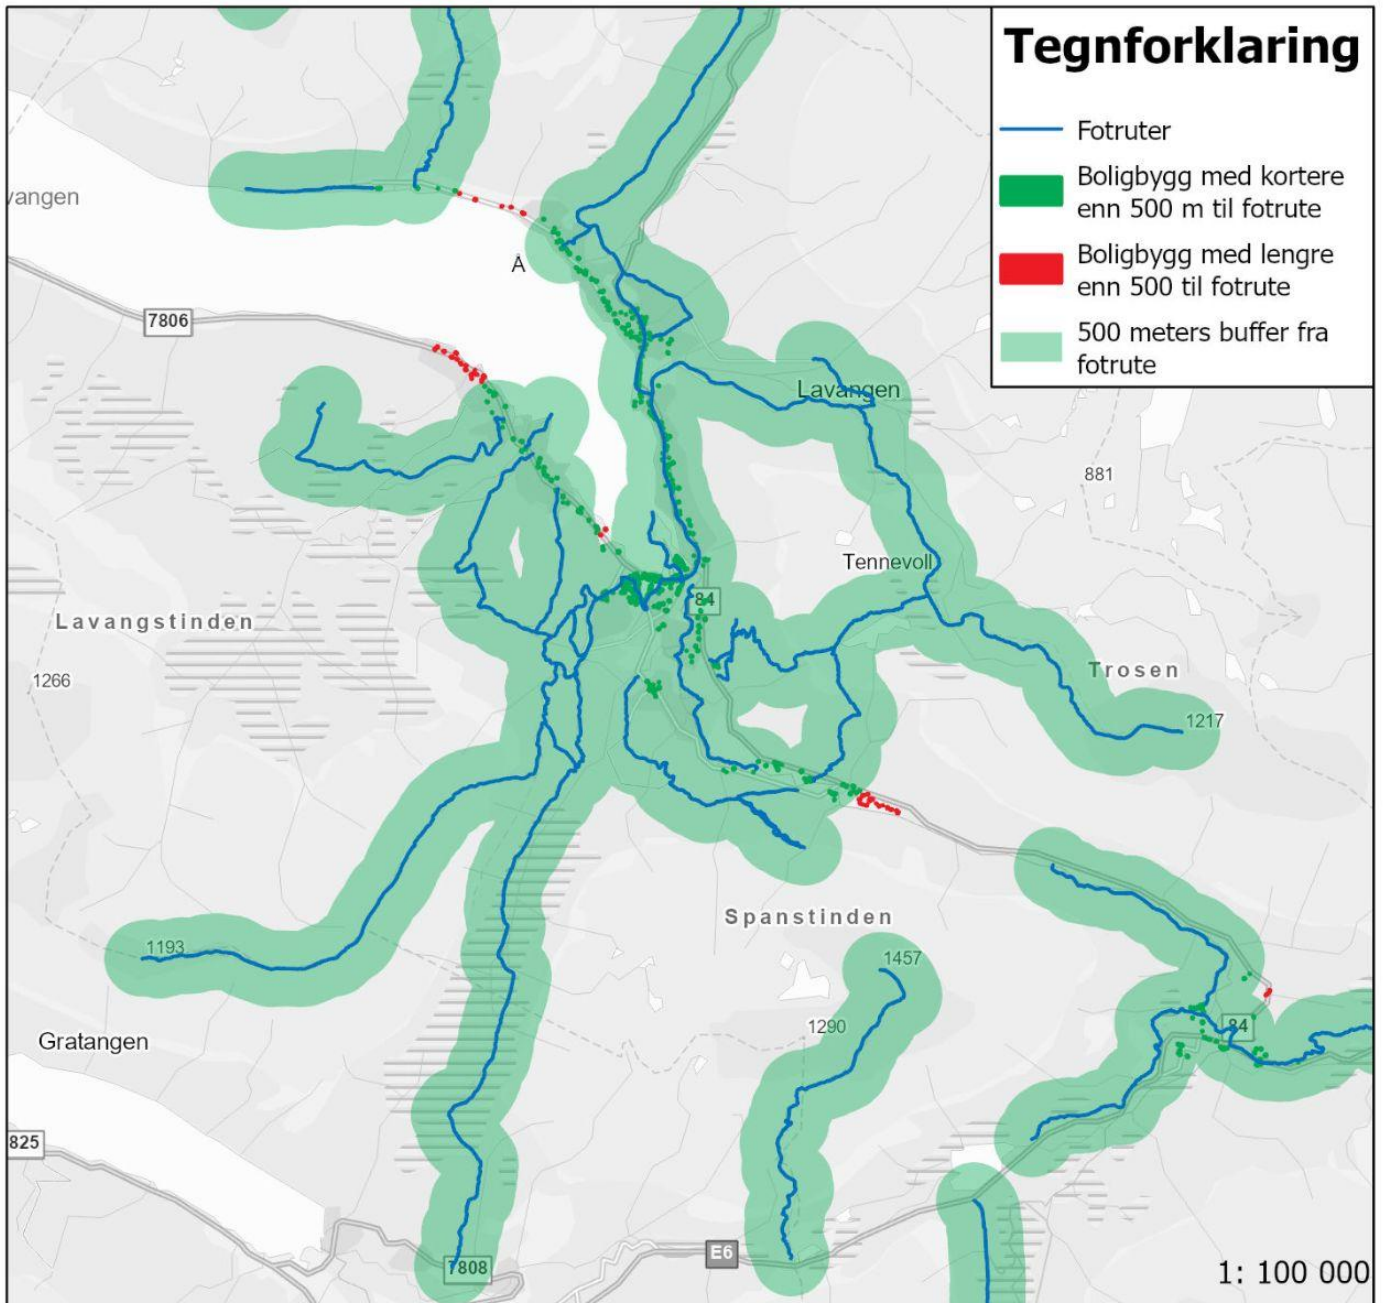 Tegnforklaring
Fotruter
Boligbygg med kortere
enn 500 m til fotrute
Boligbygg med lengre
enn 500 til fotrute
500 meters buffer fra
fotrute
vangen
Å
7806
Lavangen
881
Tennevoll
84
Lavangstinden
1266
Trosen
1217
Spanstinden
1193
1457
1290
84
Gratangen
825
E6
7808
1: 100 000